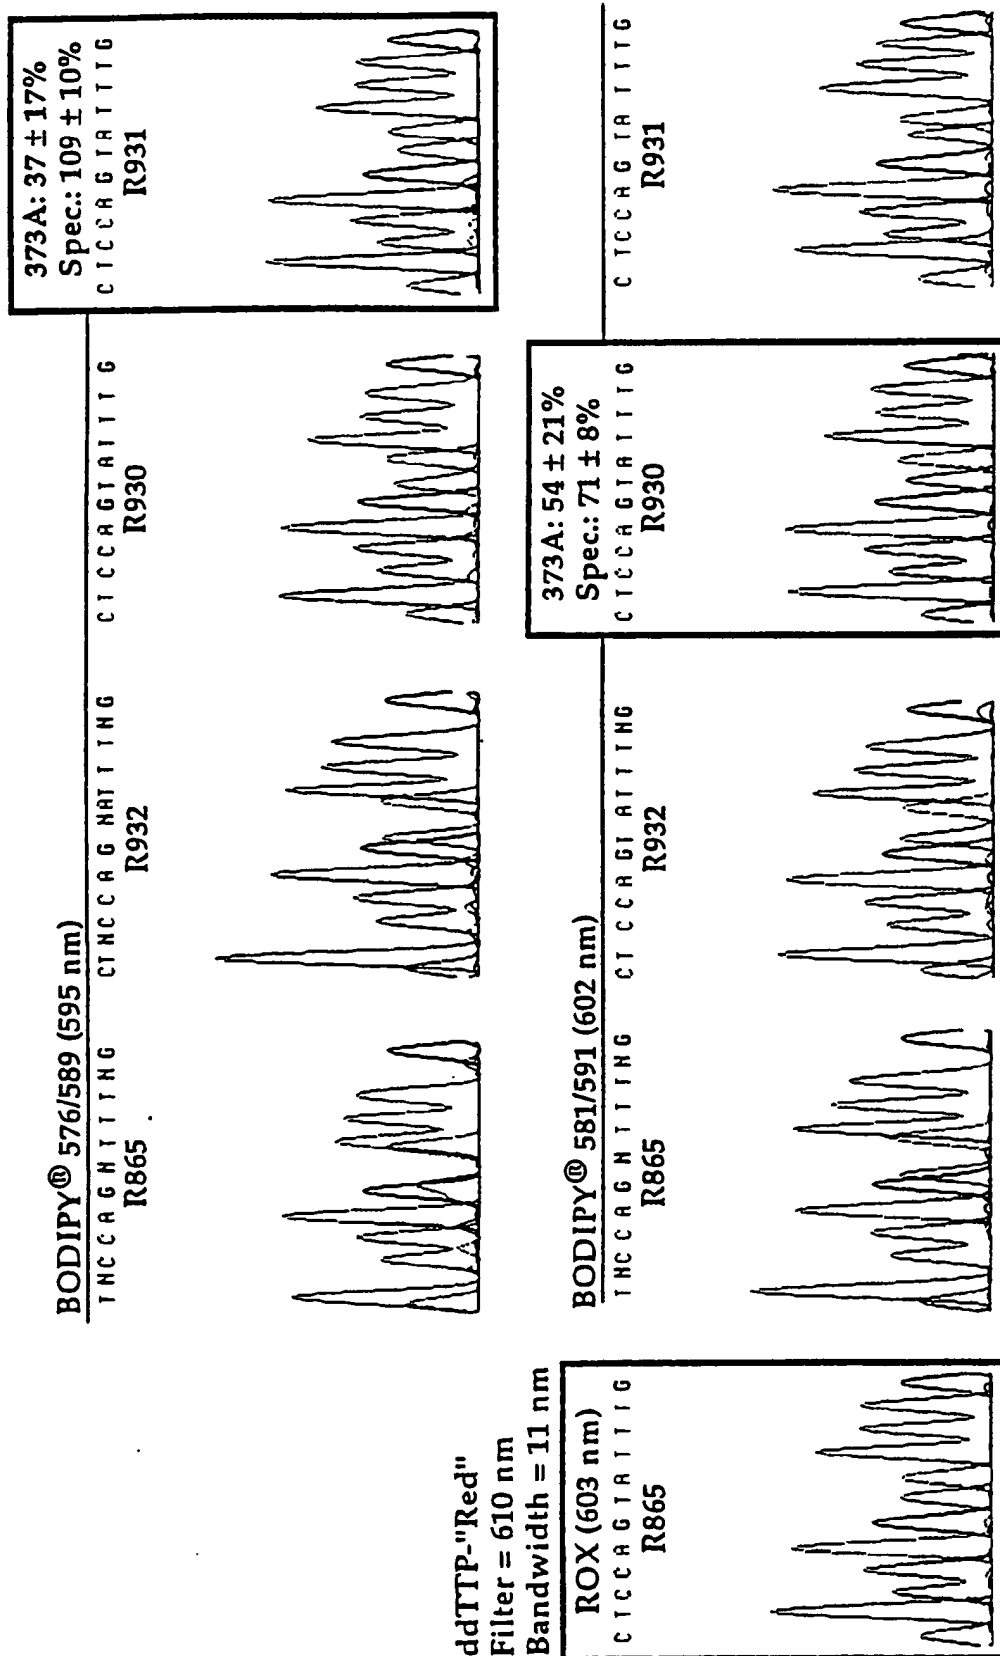 BODIPY® 576/589 (595 nm)
T N C C A G N T T T N G
R865
CT N C C A G N A T T T N G
R932
C T C C A G T A T T T G
R930
373A: 37 ± 17%
Spec.: 109 ± 10%
C T C C A G T A T T T G
R931
ddTTP-"Red"
Filter = 610 nm
Bandwidth = 11 nm
ROX (603 nm)
C T C C A G T A T T T G
R865
BODIPY® 581/591 (602 nm)
T N C C A G N T T T N G
R865
CT C C A G T A T T T N G
R932
373A: 54 ± 21%
Spec.: 71 ± 8%
C T C C A G T A T T T G
R930
C T C C A G T A T T T G
R931